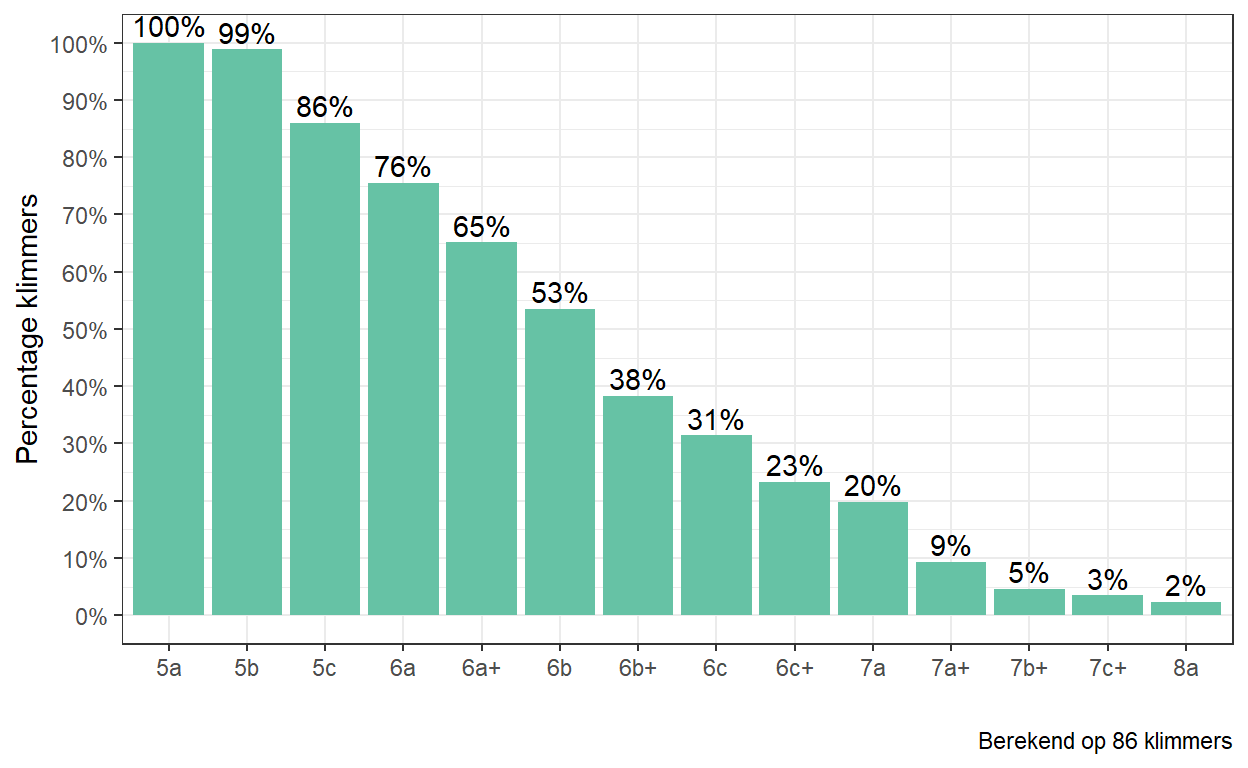 Percentage klimmers
100%
90%
80%
70%
60%
50%
40%
30%
20%
10%
0%
100% 99% 86% 76% 65% 53% 38% 31% 23% 20% 9% 5% 3% 2%
5a 5b 5c 6a 6a+ 6b 6b+ 6c 6c+ 7a 7a+ 7b+ 7c+ 8a
Berekend op 86 klimmers